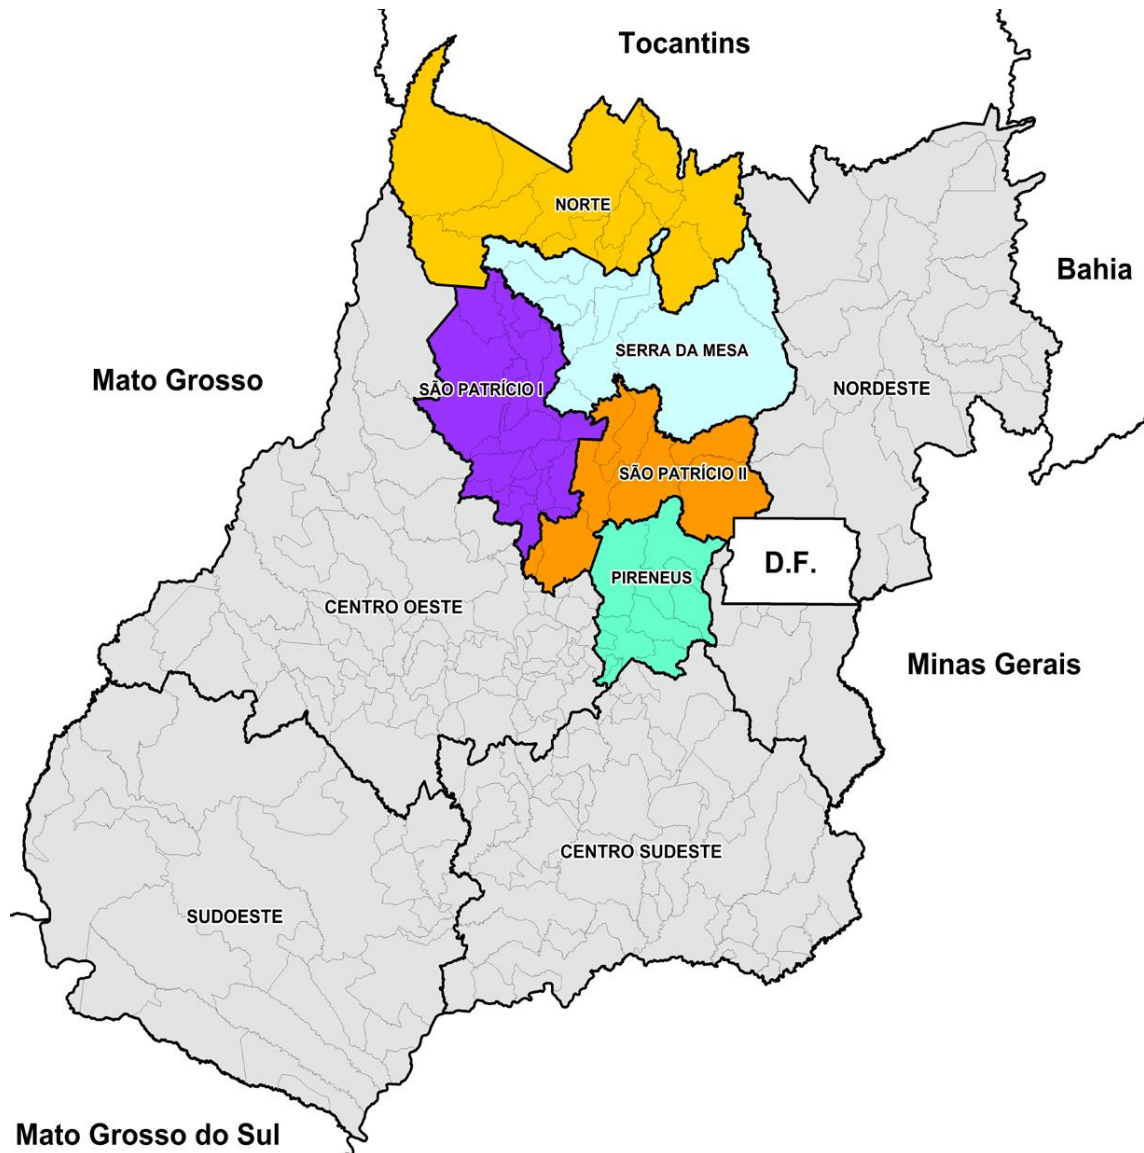 Tocantins
NORTE
Bahia
SERRA DA MESA
Mato Grosso
SÃO PATRÍCIO I
NORDESTE
SÃO PATRÍCIO II
D.F.
PIRENEUS
CENTRO OESTE
Minas Gerais
CENTRO SUDESTE
SUDOESTE
Mato Grosso do Sul